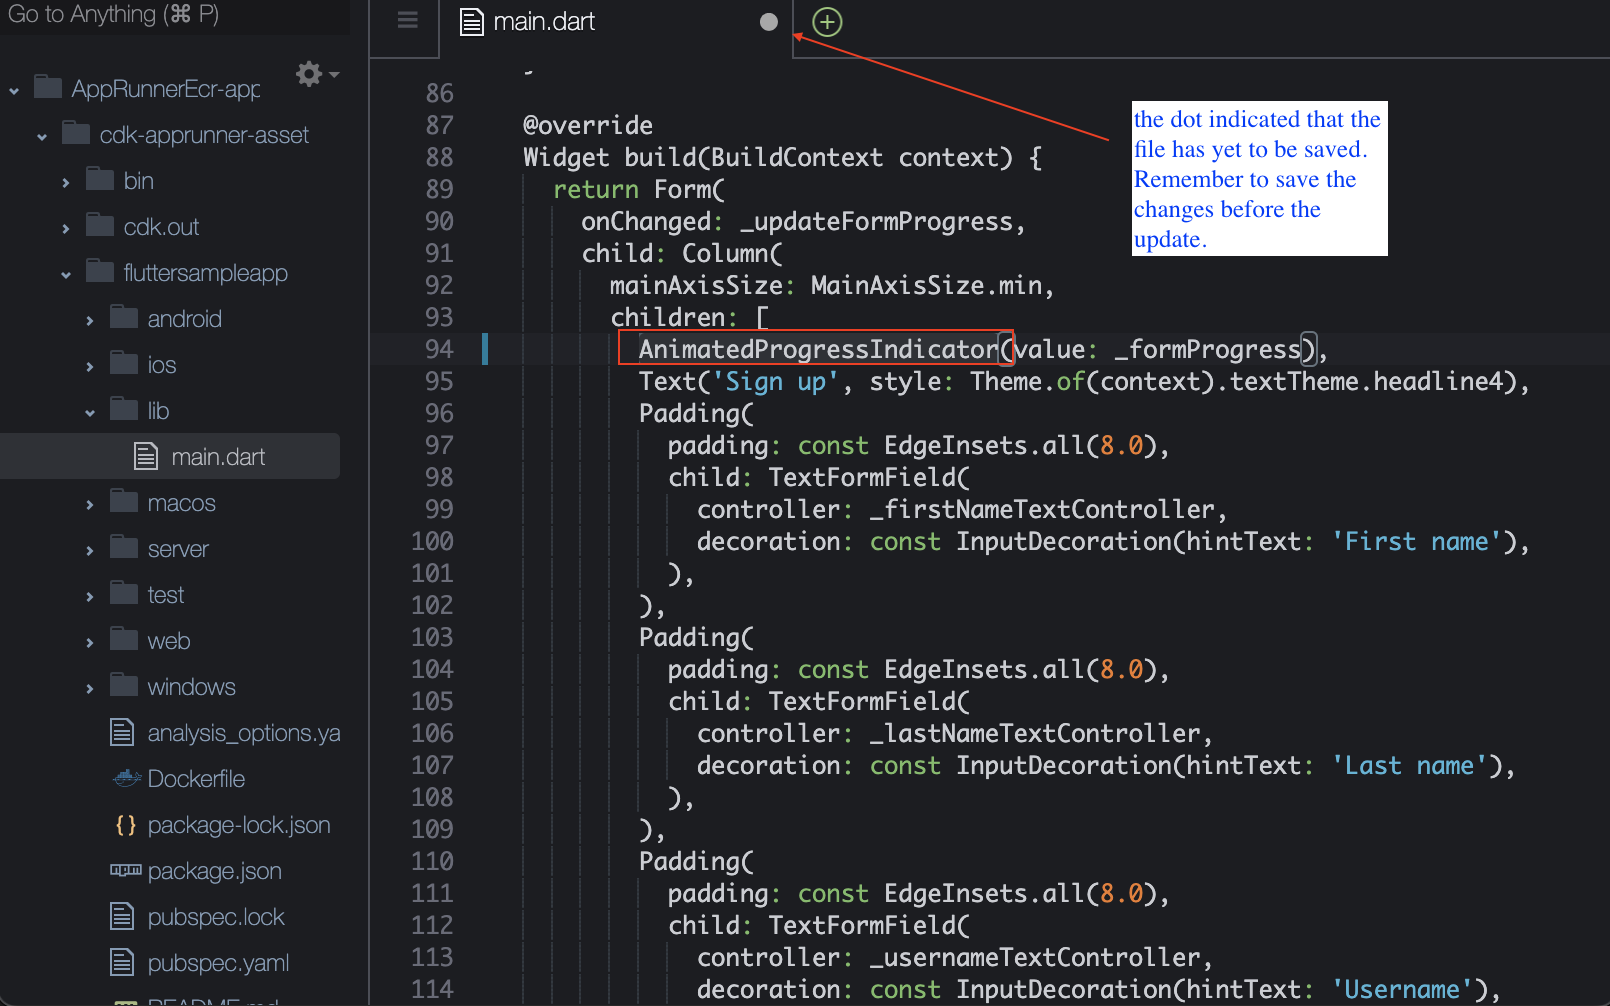 Go to Anything (⌘ P)
AppRunnerEcr-app
cdk-apprunner-asset
bin
cdk.out
fluttersampleapp
android
ios
lib
main.dart
macos
server
test
web
windows
analysis_options.ya
Dockerfile
package-lock.json
package.json
pubspec.lock
pubspec.yaml
README.md
main.dart
86
87 @override
88 Widget build(BuildContext context) {
89 return Form(
90 onChanged: _updateFormProgress,
91 child: Column(
92 mainAxisSize: MainAxisSize.min,
93 children: [
94 AnimatedProgressIndicator(value: _formProgress),
95 Text('Sign up', style: Theme.of(context).textTheme.headline4),
96 Padding(
97 padding: const EdgeInsets.all(8.0),
98 child: TextFormField(
99 controller: _firstNameTextController,
100 decoration: const InputDecoration(hintText: 'First name'),
101 ),
102 ),
103 Padding(
104 padding: const EdgeInsets.all(8.0),
105 child: TextFormField(
106 controller: _lastNameTextController,
107 decoration: const InputDecoration(hintText: 'Last name'),
108 ),
109 ),
110 Padding(
111 padding: const EdgeInsets.all(8.0),
112 child: TextFormField(
113 controller: _usernameTextController,
114 decoration: const InputDecoration(hintText: 'Username'),
the dot indicated that the
file has yet to be saved.
Remember to save the
changes before the
update.